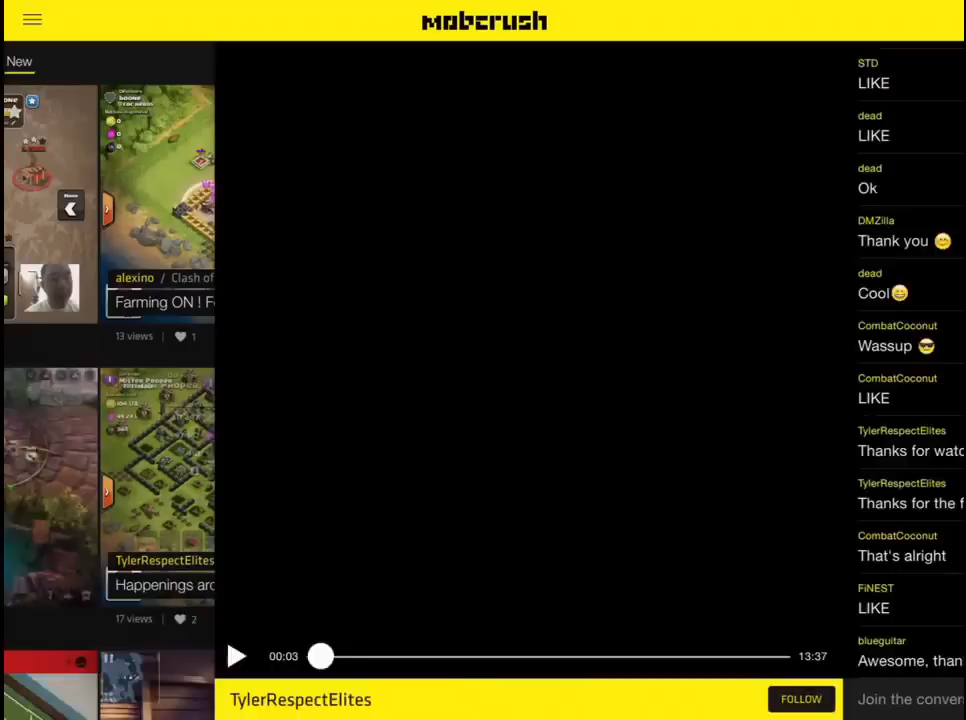 mobcrush
New
alexino / Clash of
Farming ON ! F
13 views | 1
TylerRespectElites
Happenings arc
17 views | 2
00:03
13:37
TylerRespectElites
FOLLOW
STD
LIKE
dead
LIKE
dead
Ok
DMZilla
Thank you 😊
dead
Cool😁
CombatCoconut
Wassup 😎
CombatCoconut
LIKE
TylerRespectElites
Thanks for watc
TylerRespectElites
Thanks for the f
CombatCoconut
That's alright
FiNEST
LIKE
blueguitar
Awesome, than
Join the conver